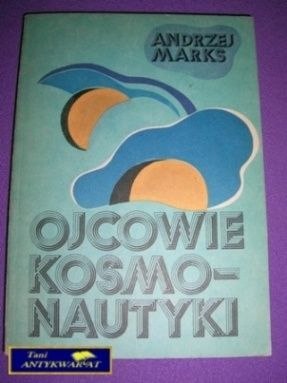 ANDRZEJ
MARKS
OJCOWIE
KOSMO-
NAUTYKI
Tani
ANTYKWARIAT